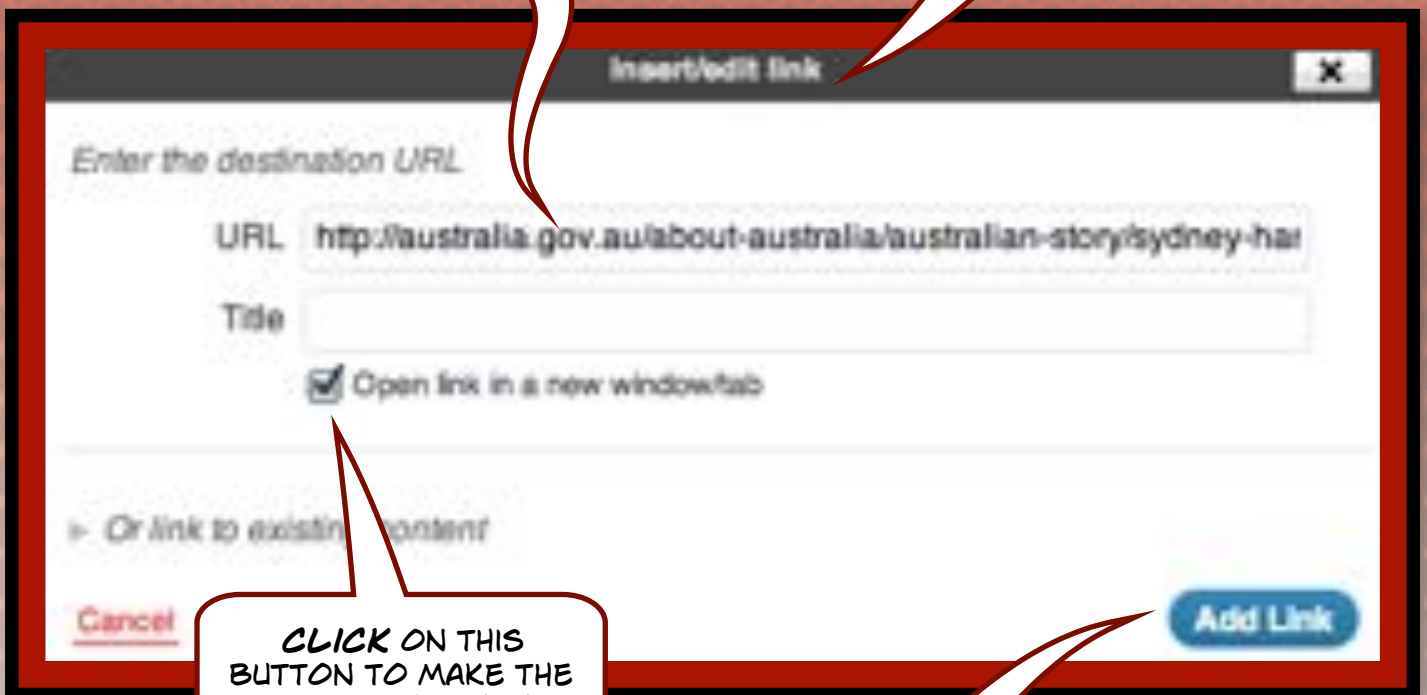 Insert/edit link
Enter the destination URL
URL http://australia.gov.au/about-australia/australian-story/sydney-har
Title
Open link in a new window/tab
Or link to existing content
Cancel
Add Link
CLICK ON THIS
BUTTON TO MAKE THE